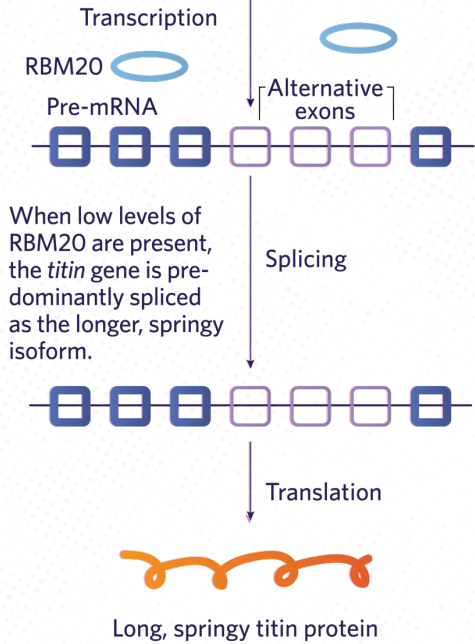 Transcription
RBM20
Alternative
exons
Pre-mRNA
When low levels of
RBM20 are present,
the titin gene is pre-
dominantly spliced
as the longer, springy
isoform.
Splicing
Translation
Long, springy titin protein